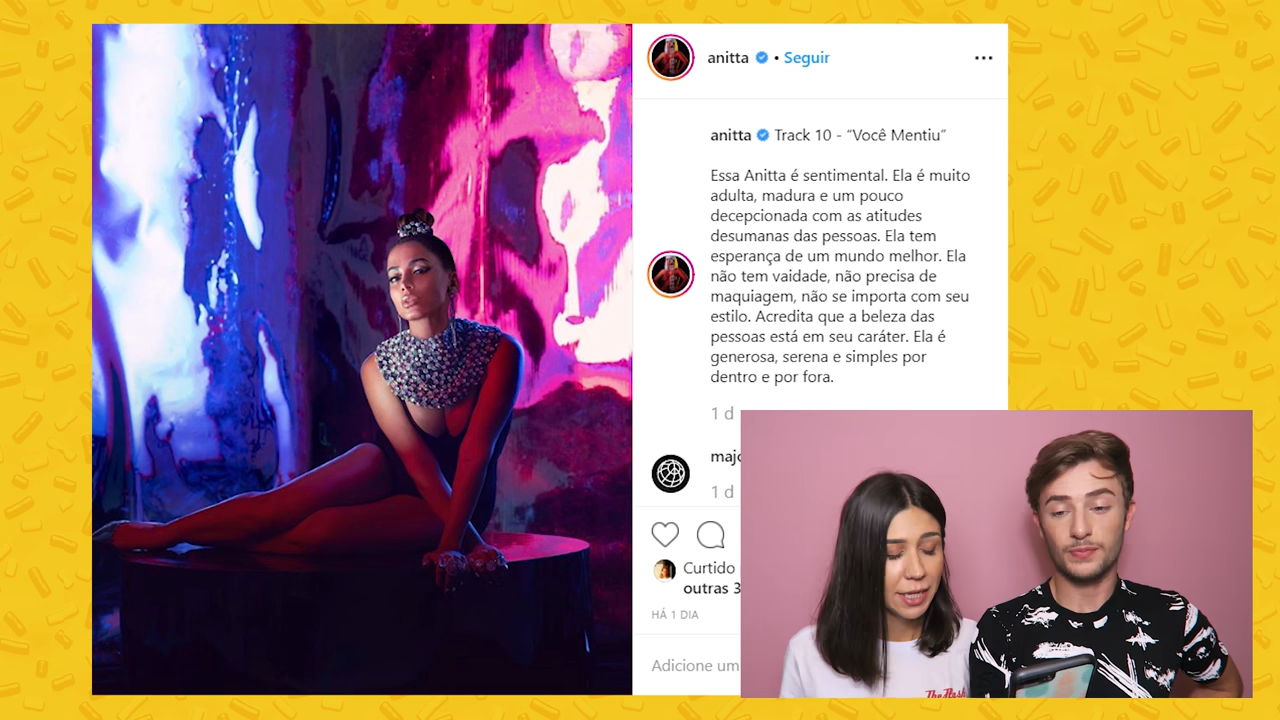 anitta • Seguir
anitta Track 10 - “Você Mentiu”
Essa Anitta é sentimental. Ela é muito
adulta, madura e um pouco
decepcionada com as atitudes
desumanas das pessoas. Ela tem
esperança de um mundo melhor. Ela
não tem vaidade, não precisa de
maquiagem, não se importa com seu
estilo. Acredita que a beleza das
pessoas está em seu caráter. Ela é
generosa, serena e simples por
dentro e por fora.
1 d
majo
1 d
Curtido
outras 3
HÁ 1 DIA
Adicione um